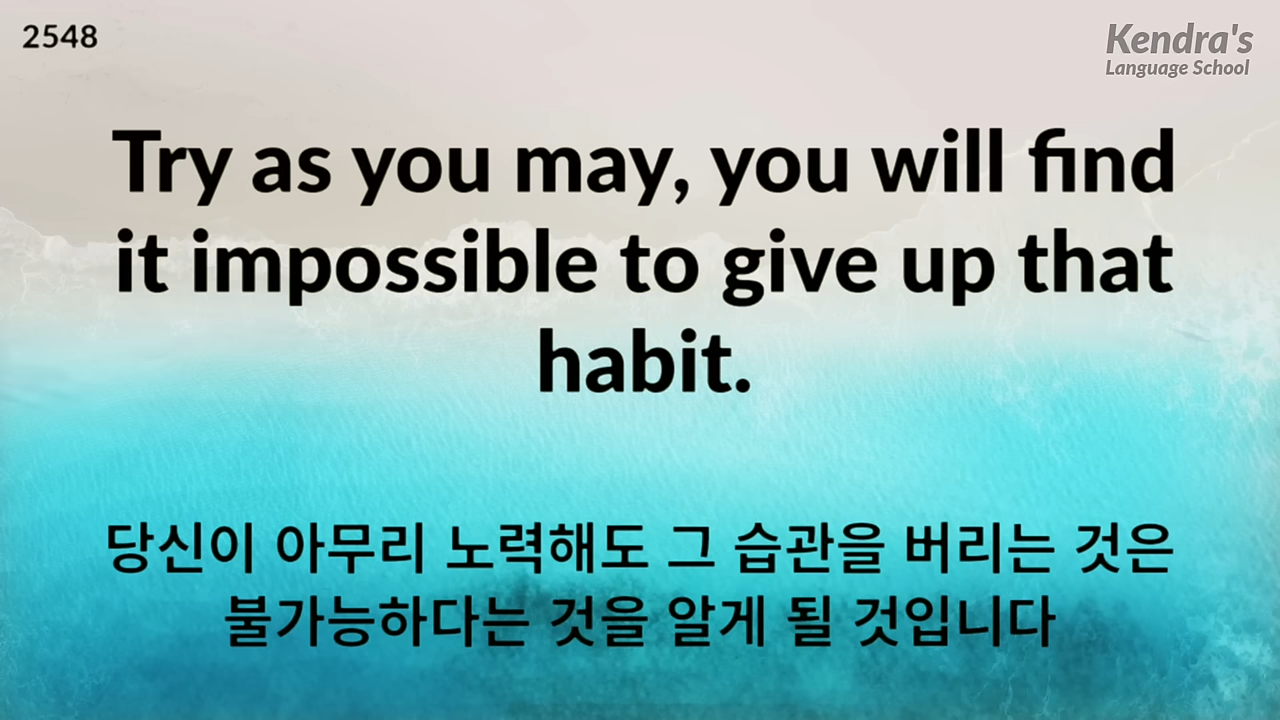 2548
Kendra's
Language School
Try as you may, you will find
it impossible to give up that
habit.
당신이 아무리 노력해도 그 습관을 버리는 것은
불가능하다는 것을 알게 될 것입니다